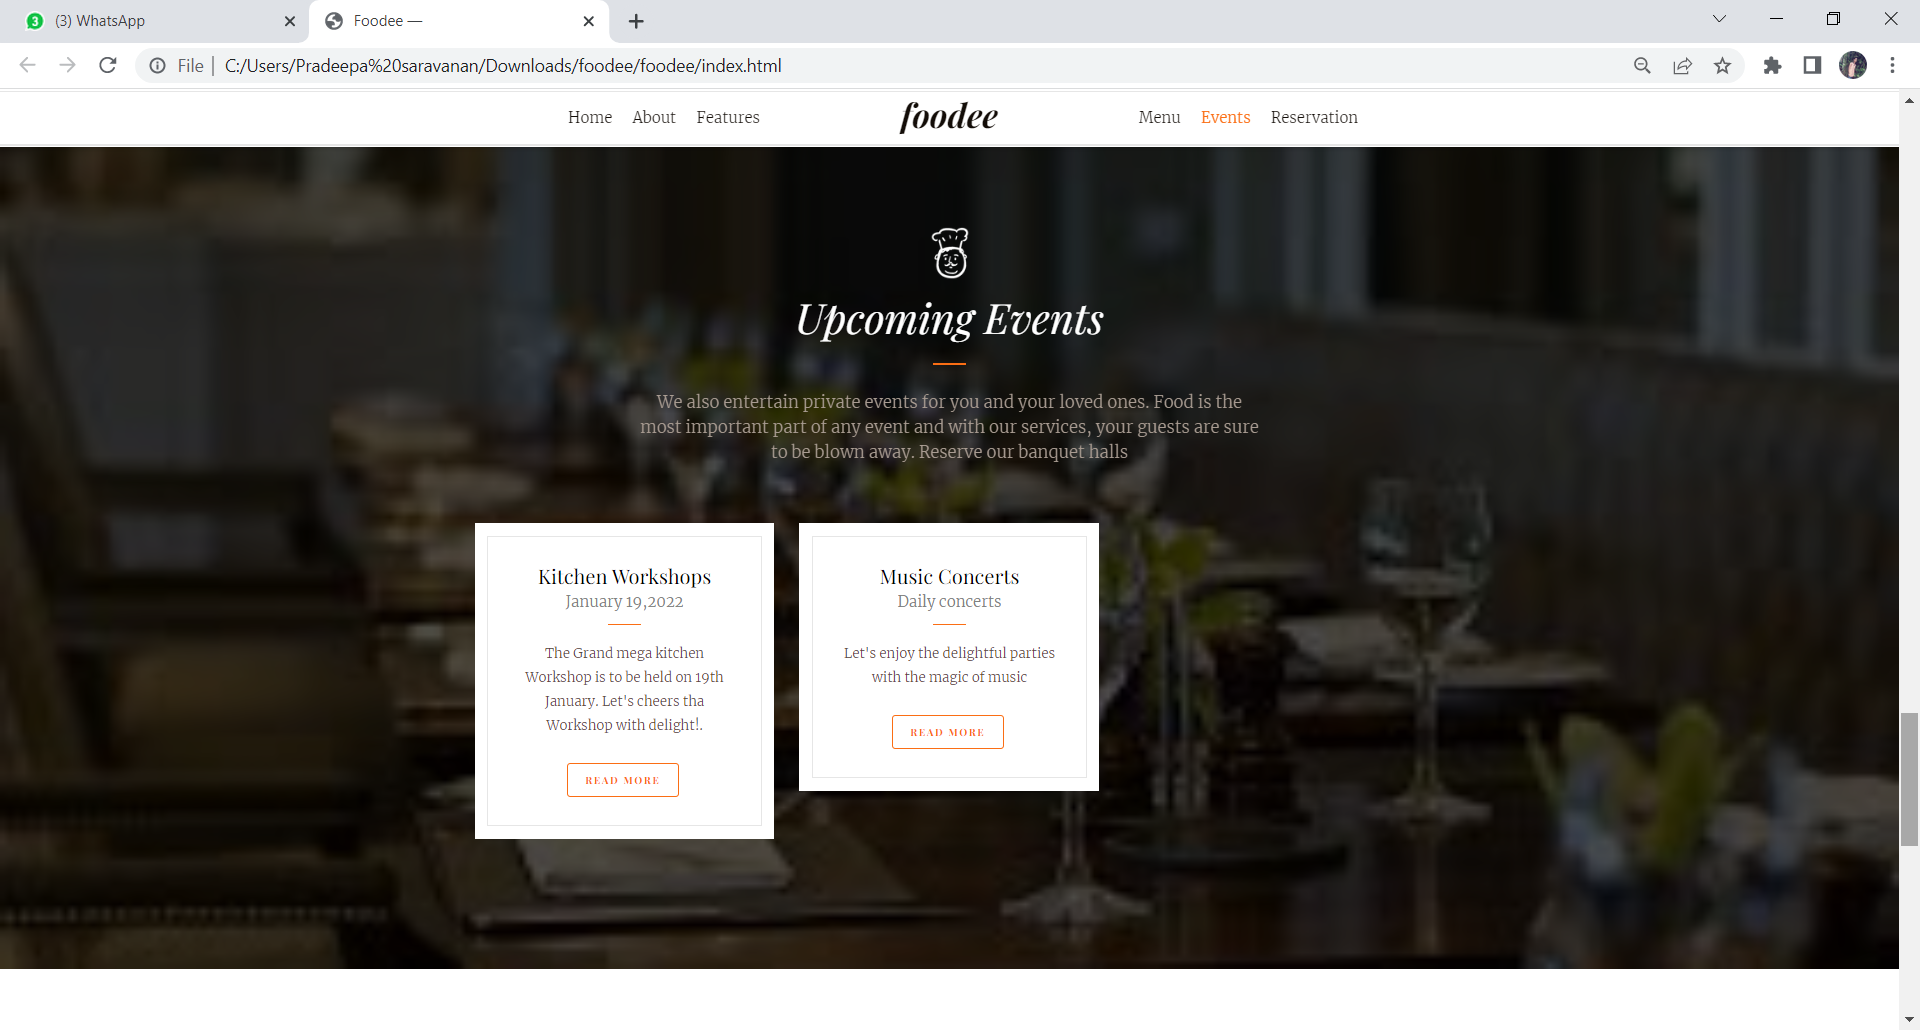 3
(3) WhatsApp
Foodee —
File
C:/Users/Pradeepa%20saravanan/Downloads/foodee/foodee/index.html
Home About Features foodee Menu Events Reservation
Upcoming Events
We also entertain private events for you and your loved ones. Food is the
most important part of any event and with our services, your guests are sure
to be blown away. Reserve our banquet halls
Kitchen Workshops
January 19,2022
The Grand mega kitchen
Workshop is to be held on 19th
January. Let's cheers tha
Workshop with delight!.
READ MORE
Music Concerts
Daily concerts
Let's enjoy the delightful parties
with the magic of music
READ MORE